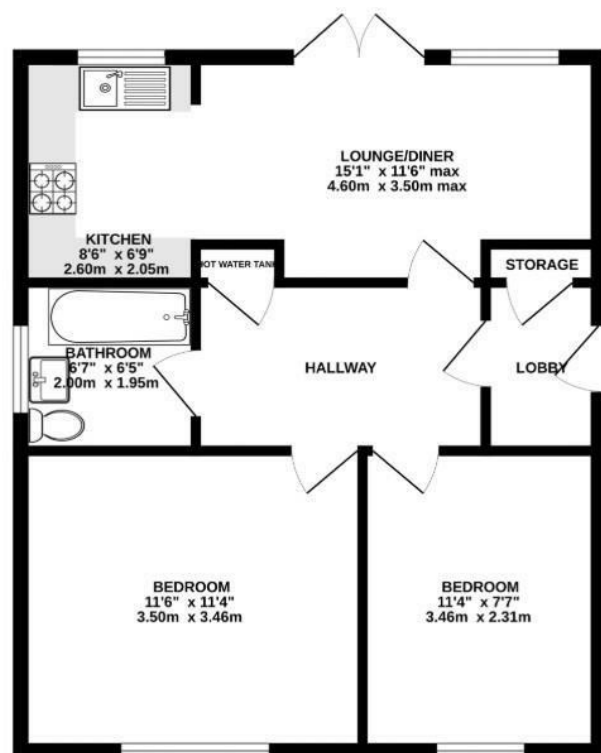 LOUNGE/DINER
15'1" x 11'6" max
4.60m x 3.50m max
KITCHEN
8'6" x 6'9"
2.60m x 2.05m
HOT WATER TANK
STORAGE
BATHROOM
6'7" x 6'5"
2.00m x 1.95m
HALLWAY
LOBBY
BEDROOM
11'6" x 11'4"
3.50m x 3.46m
BEDROOM
11'4" x 7'7"
3.46m x 2.31m